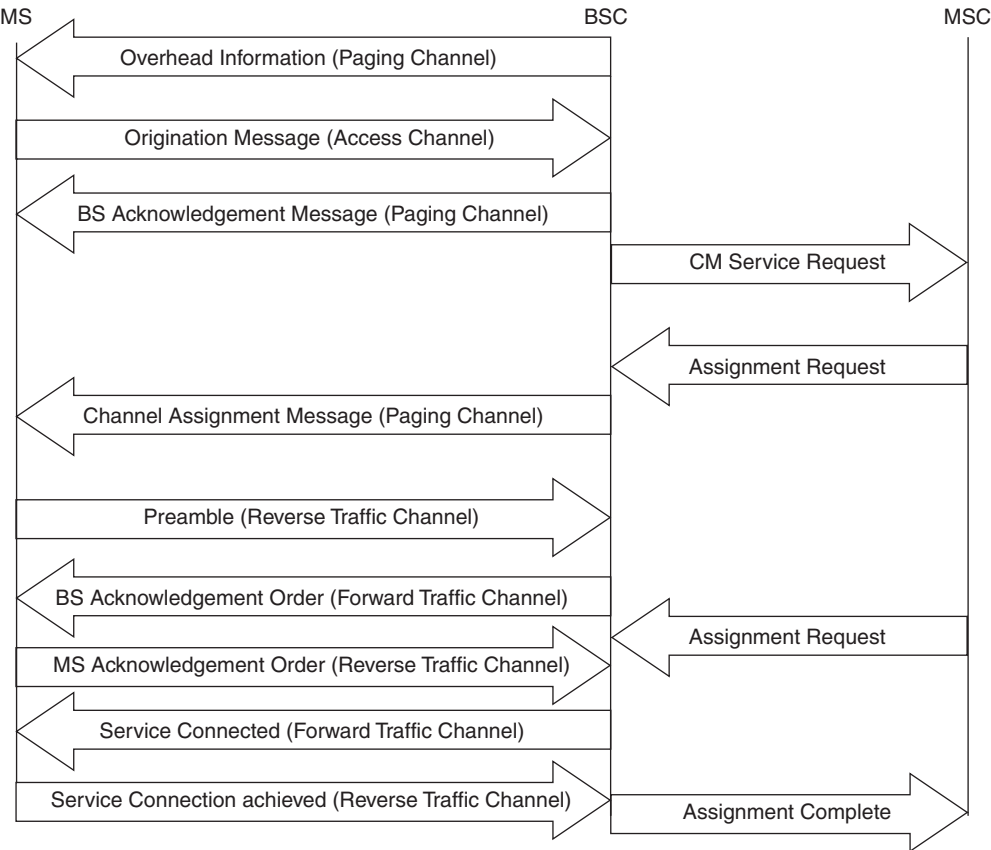 MS
BSC
MSC
Overhead Information (Paging Channel)
Origination Message (Access Channel)
BS Acknowledgement Message (Paging Channel)
CM Service Request
Assignment Request
Channel Assignment Message (Paging Channel)
Preamble (Reverse Traffic Channel)
BS Acknowledgement Order (Forward Traffic Channel)
Assignment Request
MS Acknowledgement Order (Reverse Traffic Channel)
Service Connected (Forward Traffic Channel)
Service Connection achieved (Reverse Traffic Channel)
Assignment Complete